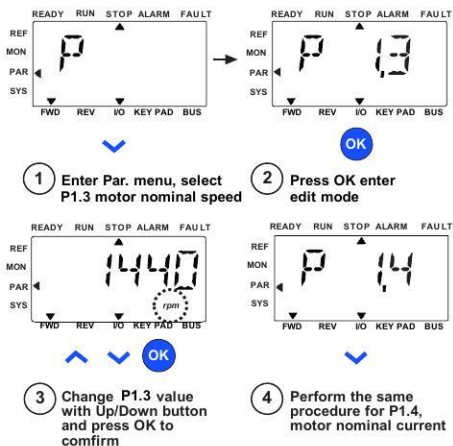 READY RUN STOP ALARM FAULT
REF
MON
PAR
SYS
P
FWD REV I/O KEYPAD BUS
1 Enter Par. menu, select
P1.3 motor nominal speed
READY RUN STOP ALARM FAULT
REF
MON
PAR
SYS
P 1,3
FWD REV I/O KEYPAD BUS
OK
2 Press OK enter
edit mode
READY RUN STOP ALARM FAULT
REF
MON
PAR
SYS
1440
rpm
FWD REV I/O KEYPAD BUS
OK
3 Change P1.3 value
with Up/Down button
and press OK to
comfirm
READY RUN STOP ALARM FAULT
REF
MON
PAR
SYS
P 1,4
FWD REV I/O KEYPAD BUS
4 Perform the same
procedure for P1.4,
motor nominal current